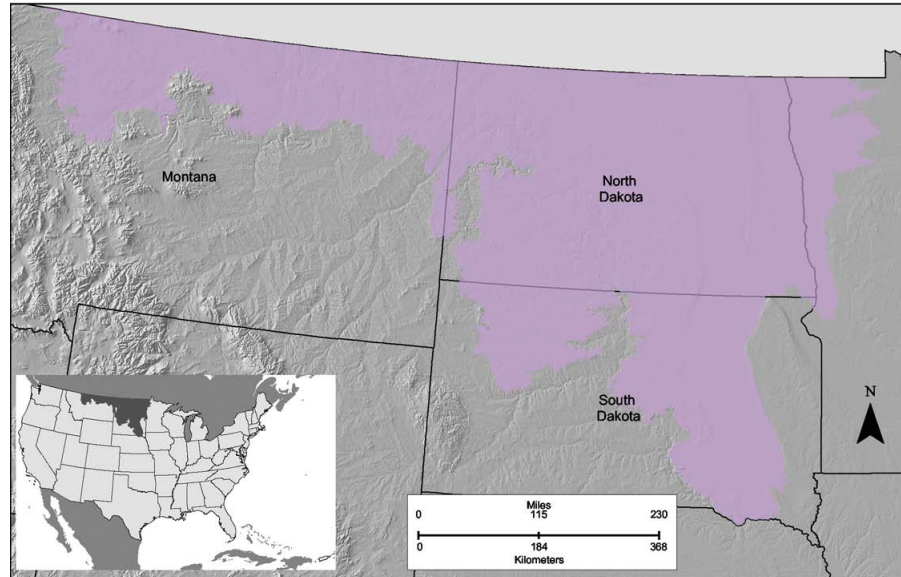 Montana
North
Dakota
South
Dakota
N
Miles
0 115 230
0 184 368
Kilometers